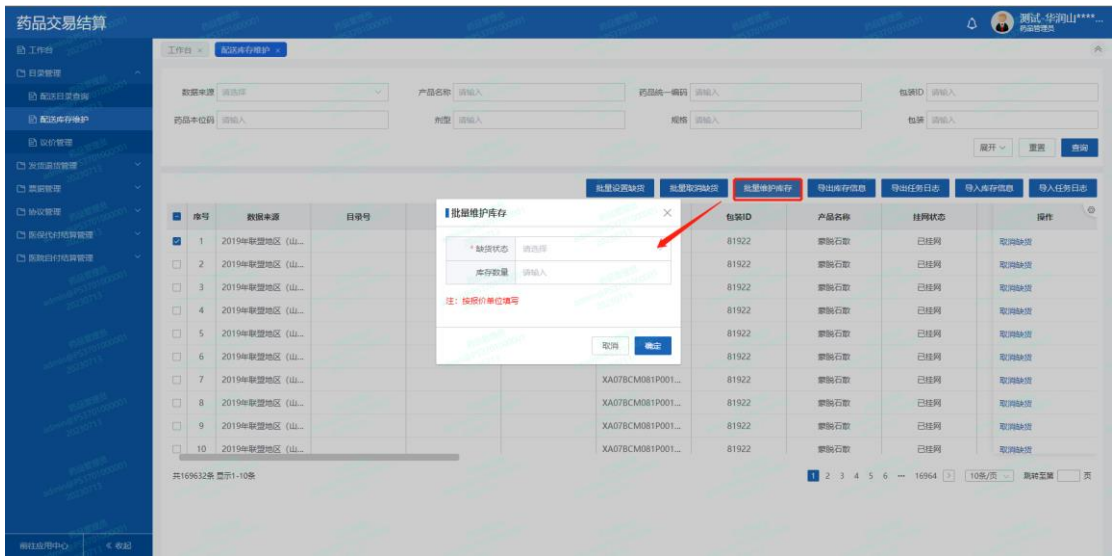 药品交易结算
测试-华润山****...
药品管理员
工作台
目录管理
配送目录查询
配送库存维护
议价管理
发货退货管理
票据管理
协议管理
医保代付结算管理
医院自付结算管理
前往应用中心
收起
工作台 ×
配送库存维护 ×
数据来源 请选择
产品名称 请输入
药品统一编码 请输入
包装ID 请输入
药品本位码 请输入
剂型 请输入
规格 请输入
包装 请输入
展开
重置
查询
批量设置缺货
批量取消缺货
批量维护库存
导出库存信息
导出任务日志
导入库存信息
导入任务日志
序号 数据来源 目录号 包装ID 产品名称 挂网状态 操作
1 2019年联盟地区（山... 81922 蒙脱石散 已挂网 取消缺货
2 2019年联盟地区（山... 81922 蒙脱石散 已挂网 取消缺货
3 2019年联盟地区（山... 81922 蒙脱石散 已挂网 取消缺货
4 2019年联盟地区（山... 81922 蒙脱石散 已挂网 取消缺货
5 2019年联盟地区（山... 81922 蒙脱石散 已挂网 取消缺货
6 2019年联盟地区（山... 81922 蒙脱石散 已挂网 取消缺货
7 2019年联盟地区（山... XA07BCM081P001... 81922 蒙脱石散 已挂网 取消缺货
8 2019年联盟地区（山... XA07BCM081P001... 81922 蒙脱石散 已挂网 取消缺货
9 2019年联盟地区（山... XA07BCM081P001... 81922 蒙脱石散 已挂网 取消缺货
10 2019年联盟地区（山... XA07BCM081P001... 81922 蒙脱石散 已挂网 取消缺货
批量维护库存 ×
* 缺货状态 请选择
库存数量 请输入
注：按报价单位填写
取消
确定
共169632条 显示1-10条
1 2 3 4 5 6 ... 16964 > 10条/页 跳转至第 页